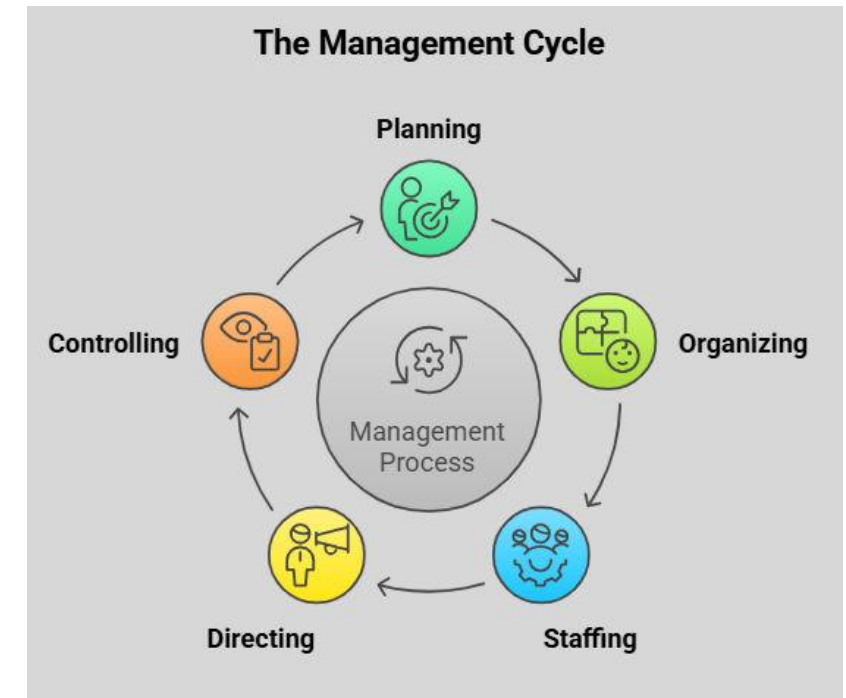 The Management Cycle
Planning
Organizing
Staffing
Directing
Controlling
Management
Process